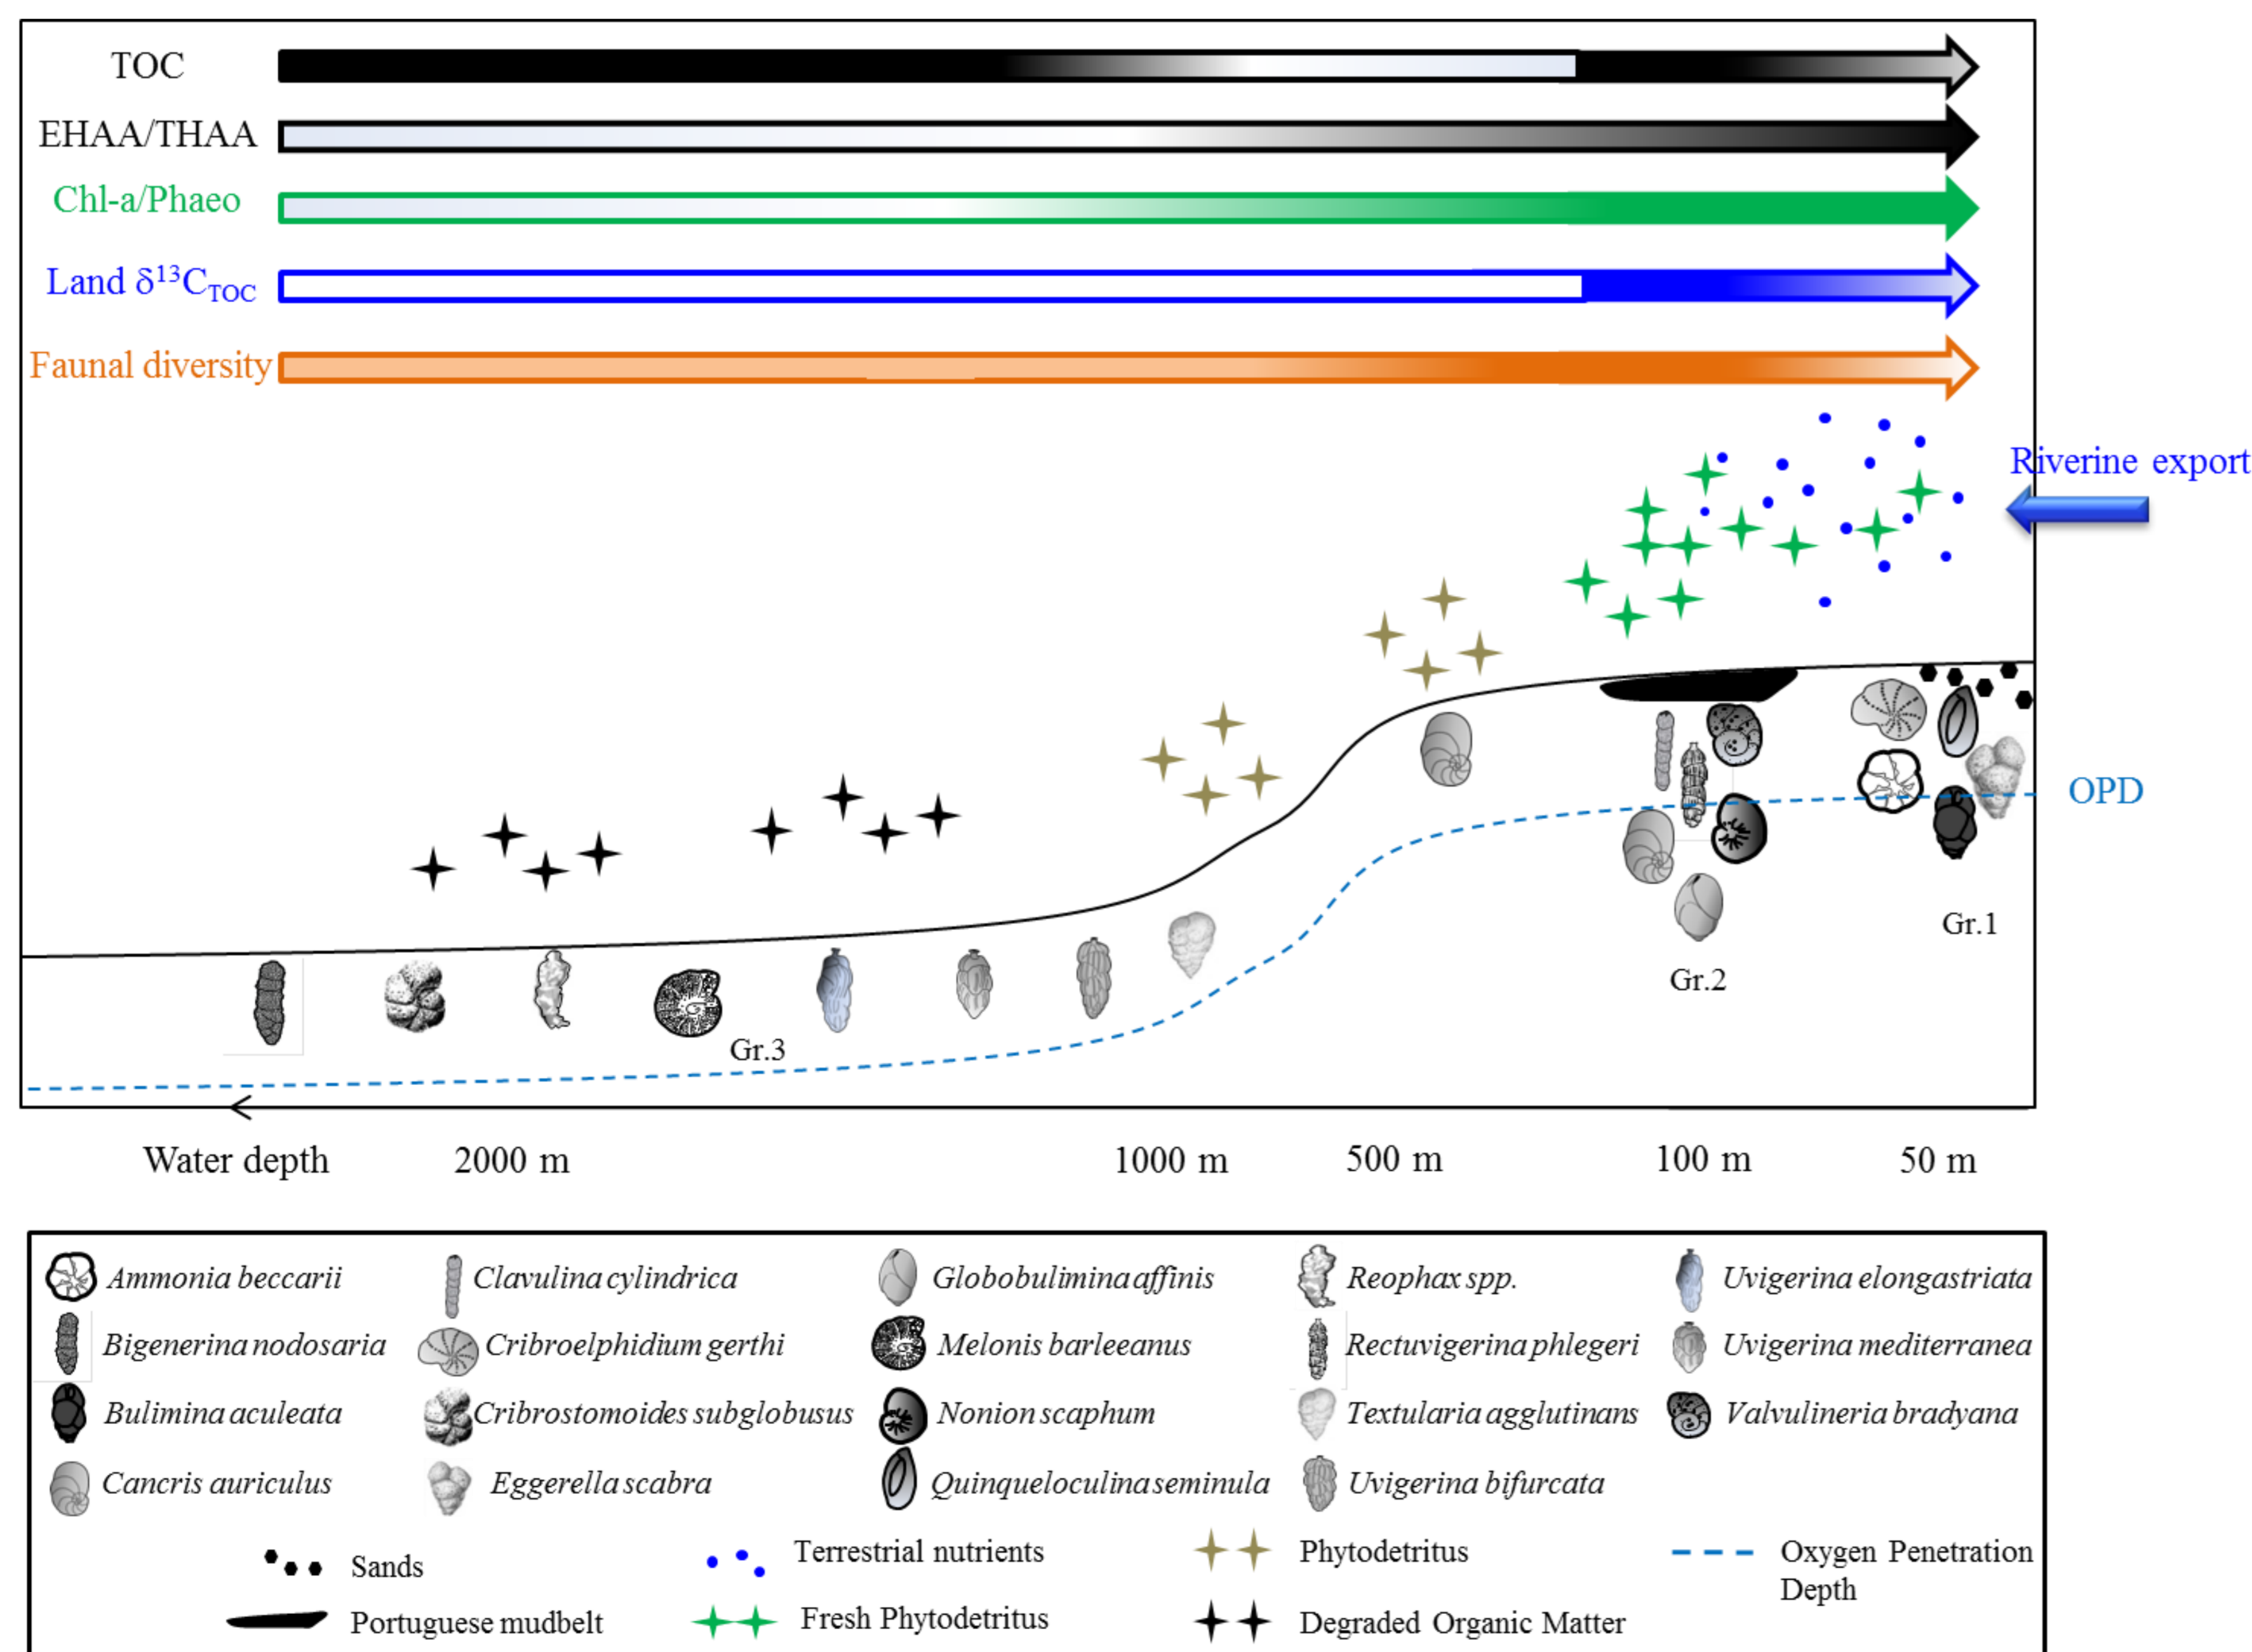 TOC
EHAA/THAA
Chl-a/Phaeo
Land δ¹³C_TOC
Faunal diversity
Riverine export
OPD
Gr.1
Gr.2
Gr.3
Water depth 2000 m 1000 m 500 m 100 m 50 m
Ammonia beccarii Clavulina cylindrica Globobulimina affinis Reophax spp. Uvigerina elongastriata
Bigenerina nodosaria Cribroelphidium gerthi Melonis barleeanus Rectuvigerina phlegeri Uvigerina mediterranea
Bulimina aculeata Cribrostomoides subglobusus Nonion scaphum Textularia agglutinans Valvulineria bradyana
Cancris auriculus Eggerella scabra Quinqueloculina seminula Uvigerina bifurcata
Sands Terrestrial nutrients Phytodetritus Oxygen Penetration
Depth
Portuguese mudbelt Fresh Phytodetritus Degraded Organic Matter